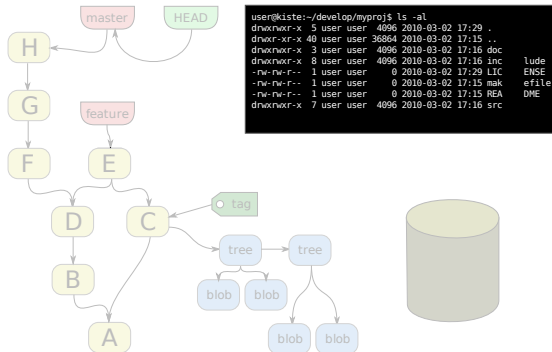 master
HEAD
H
G
feature
F
E
D
C
tag
B
A
tree
tree
blob
blob
blob
blob
user@kiste:~/develop/myproj$ ls -al
drwxrwxr-x 5 user user 4096 2010-03-02 17:29 .
drwxr-xr-x 40 user user 36864 2010-03-02 17:15 ..
drwxrwxr-x 3 user user 4096 2010-03-02 17:16 doc
drwxrwxr-x 8 user user 4096 2010-03-02 17:16 inc lude
-rw-rw-r-- 1 user user 0 2010-03-02 17:29 LIC ENSE
-rw-rw-r-- 1 user user 0 2010-03-02 17:15 mak efile
-rw-rw-r-- 1 user user 0 2010-03-02 17:15 REA DME
drwxrwxr-x 7 user user 4096 2010-03-02 17:16 src